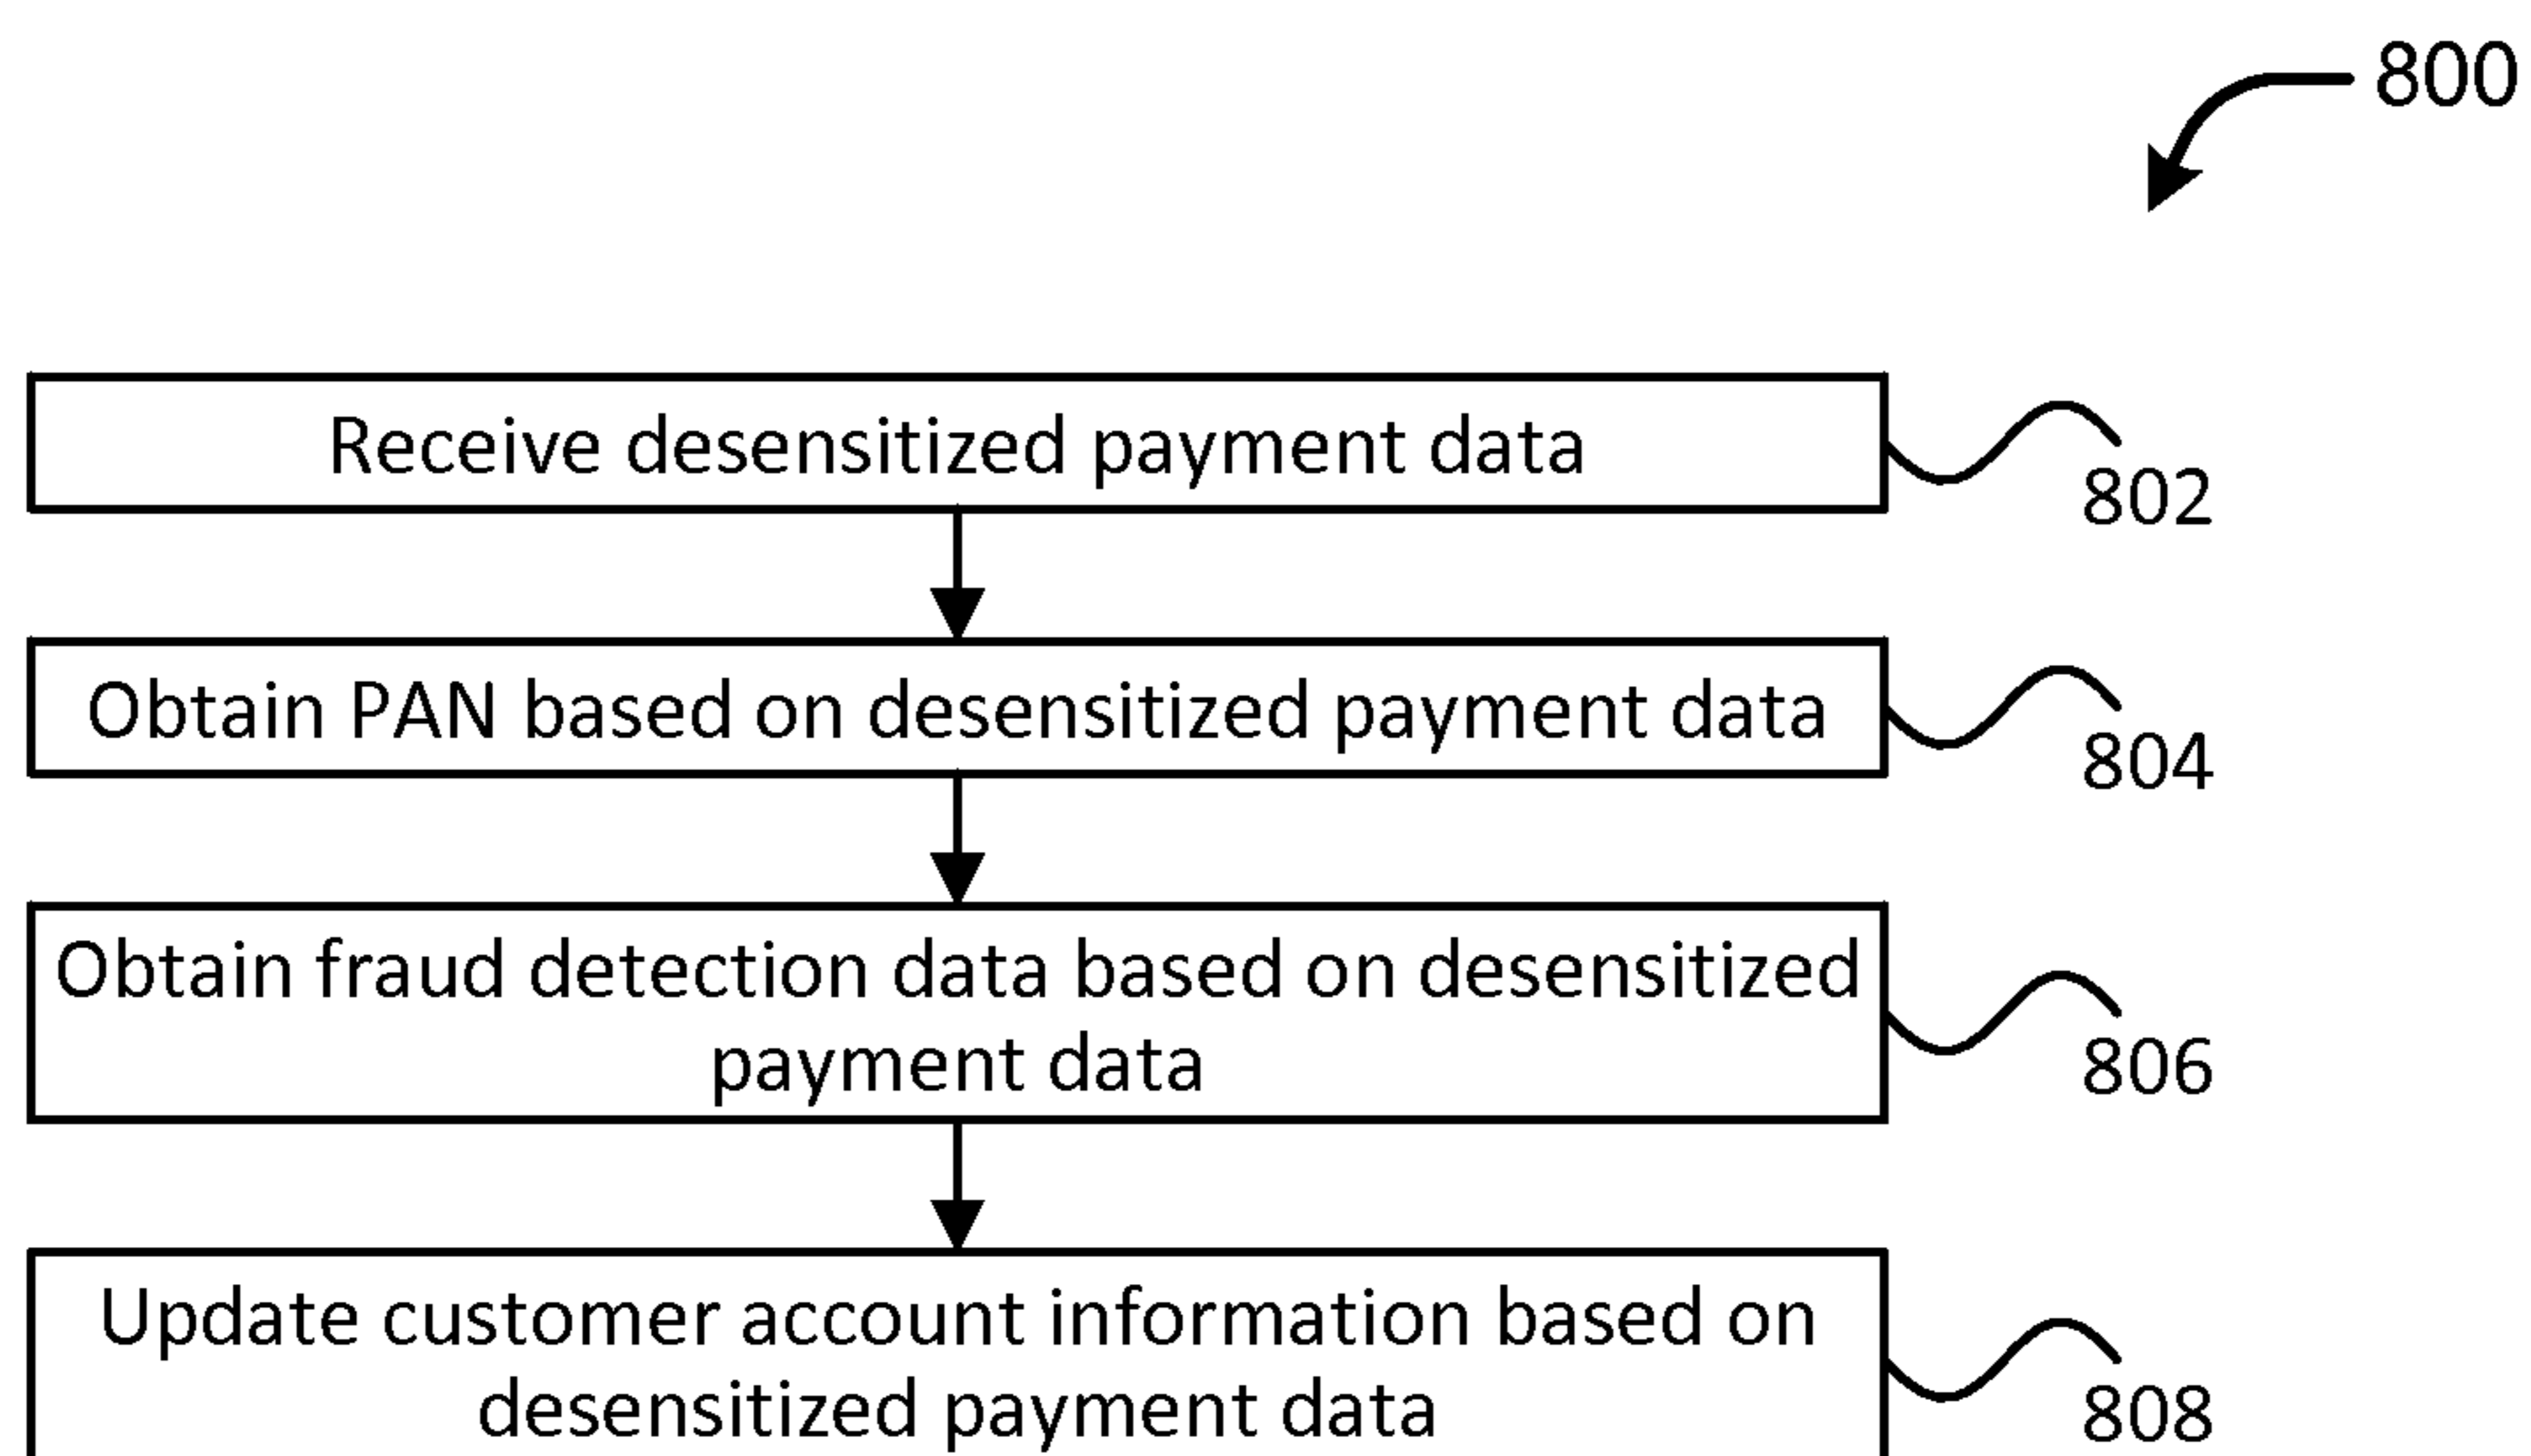 800
Receive desensitized payment data
802
Obtain PAN based on desensitized payment data
804
Obtain fraud detection data based on desensitized
payment data
806
Update customer account information based on
desensitized payment data
808